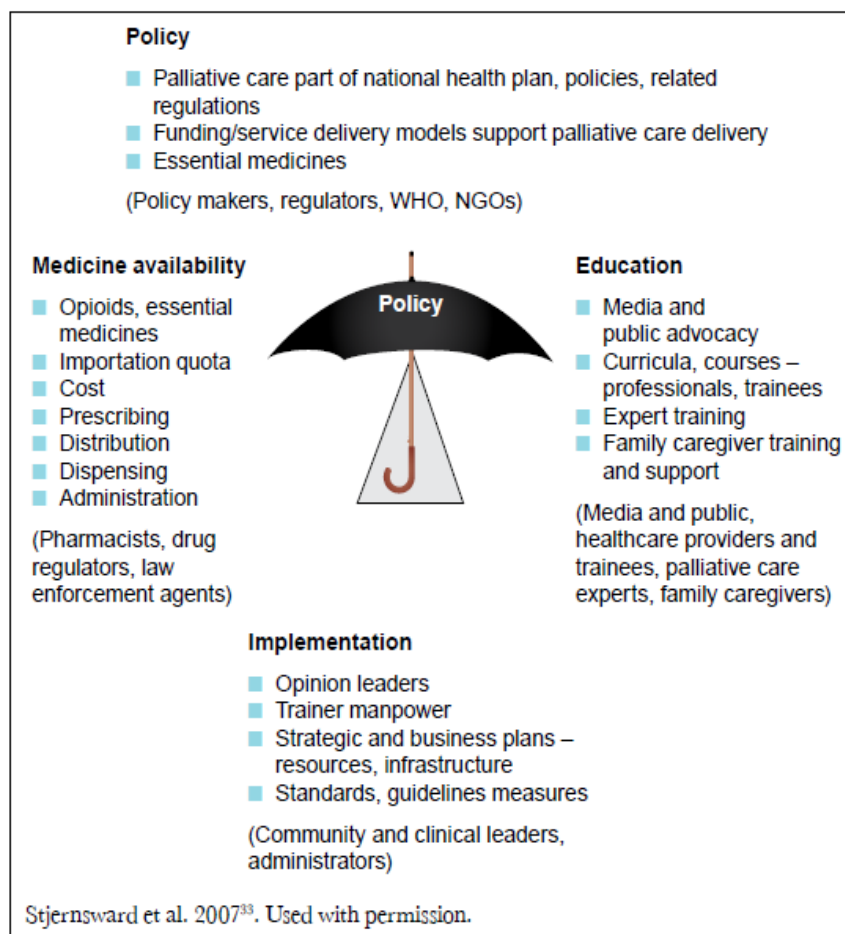 Policy
■ Palliative care part of national health plan, policies, related
regulations
■ Funding/service delivery models support palliative care delivery
■ Essential medicines
(Policy makers, regulators, WHO, NGOs)
Medicine availability
■ Opioids, essential
medicines
■ Importation quota
■ Cost
■ Prescribing
■ Distribution
■ Dispensing
■ Administration
(Pharmacists, drug
regulators, law
enforcement agents)
Policy
Education
■ Media and
public advocacy
■ Curricula, courses –
professionals, trainees
■ Expert training
■ Family caregiver training
and support
(Media and public,
healthcare providers and
trainees, palliative care
experts, family caregivers)
Implementation
■ Opinion leaders
■ Trainer manpower
■ Strategic and business plans –
resources, infrastructure
■ Standards, guidelines measures
(Community and clinical leaders,
administrators)
Stjernsward et al. 2007³³. Used with permission.